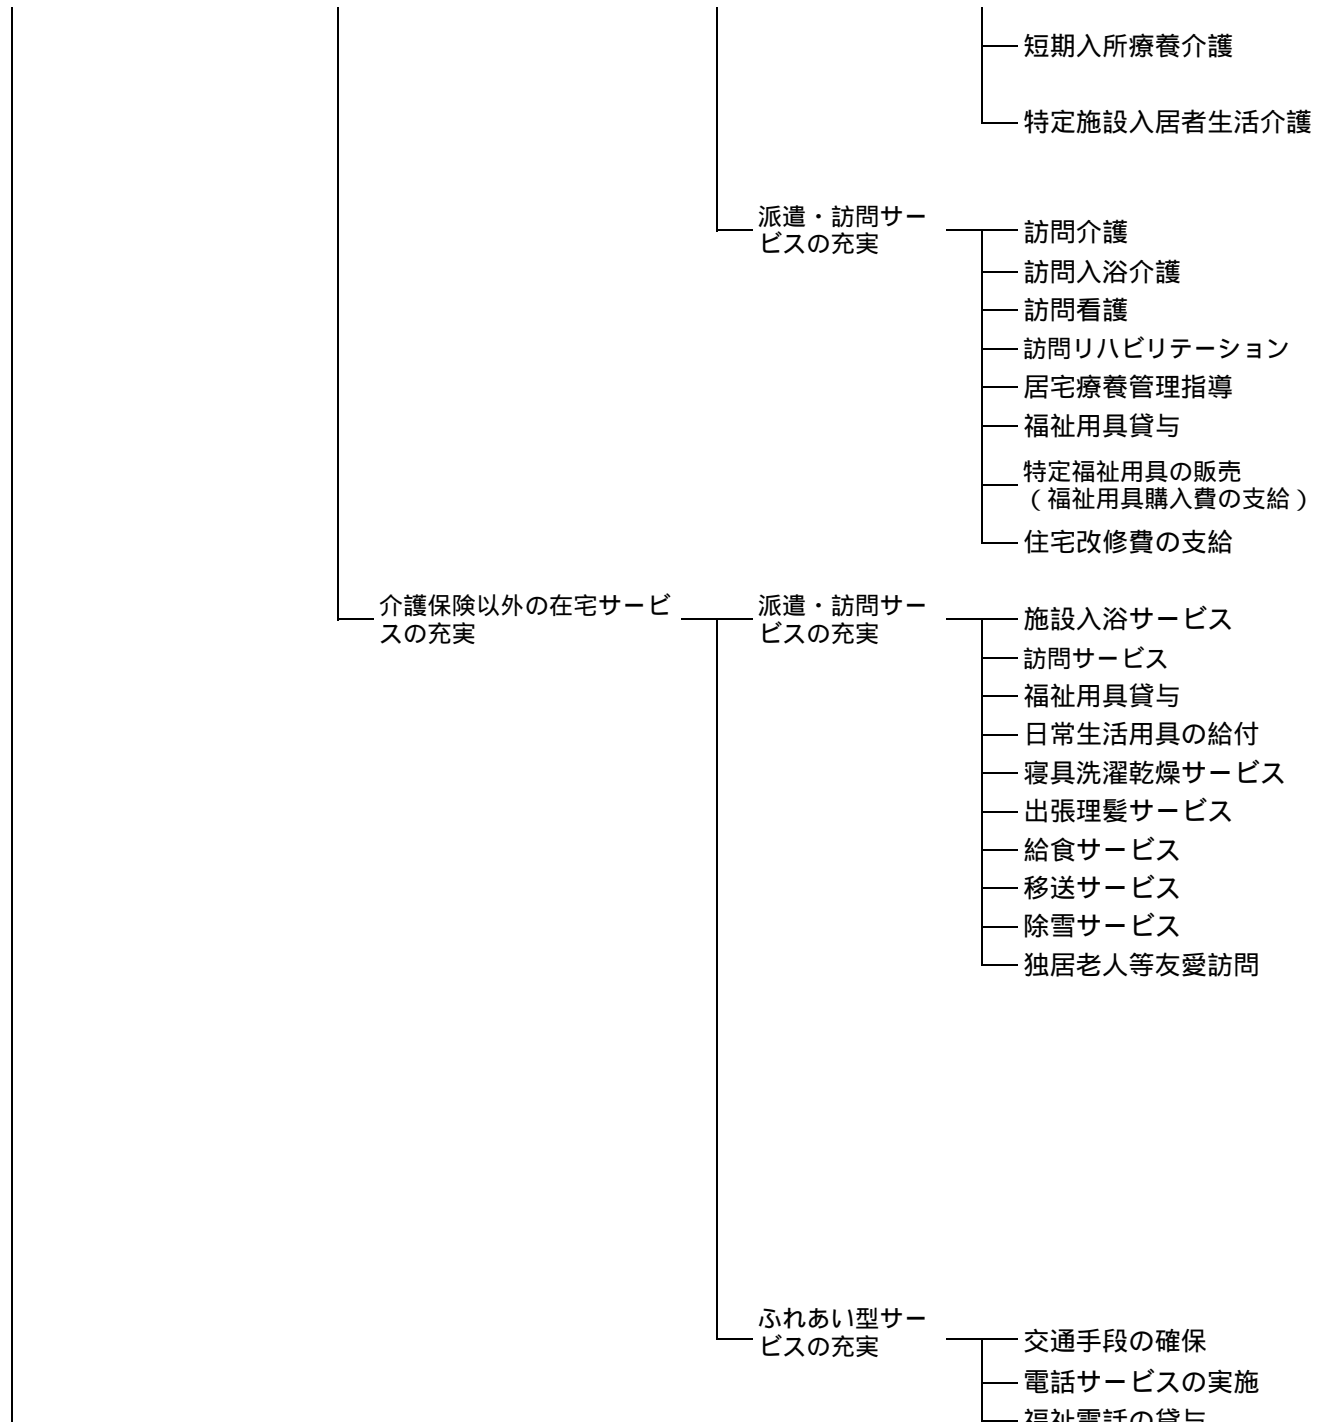 短期入所療養介護
特定施設入居者生活介護
派遣・訪問サー
ビスの充実
訪問介護
訪問入浴介護
訪問看護
訪問リハビリテーション
居宅療養管理指導
福祉用具貸与
特定福祉用具の販売
（福祉用具購入費の支給）
住宅改修費の支給
介護保険以外の在宅サービ
スの充実
派遣・訪問サー
ビスの充実
施設入浴サービス
訪問サービス
福祉用具貸与
日常生活用具の給付
寝具洗濯乾燥サービス
出張理髪サービス
給食サービス
移送サービス
除雪サービス
独居老人等友愛訪問
ふれあい型サー
ビスの充実
交通手段の確保
電話サービスの実施
福祉電話の貸与